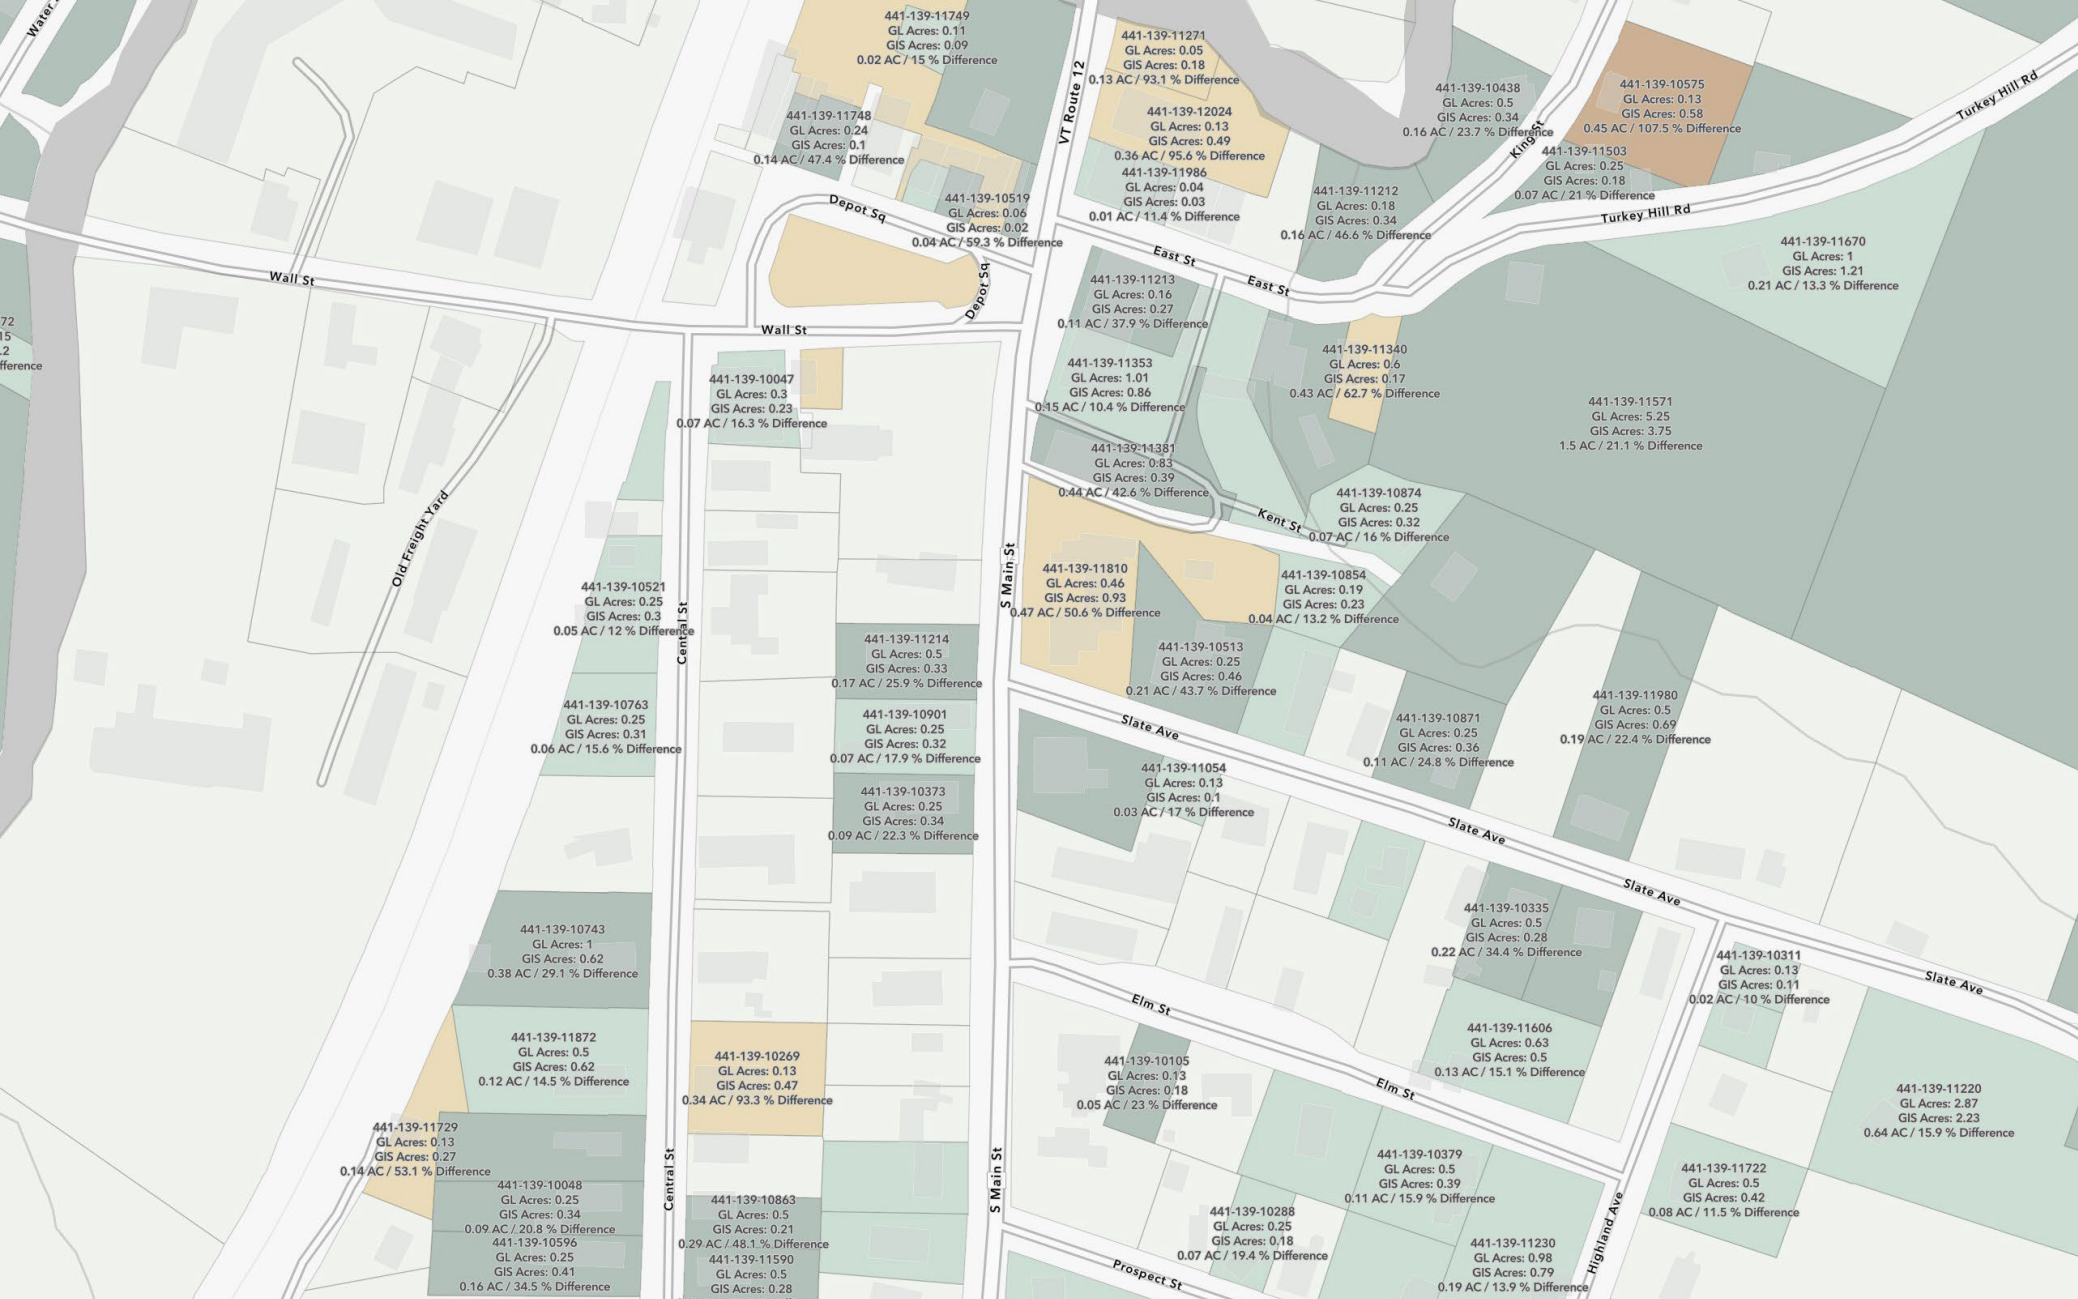 Water
441-139-11749
GL Acres: 0.11
GIS Acres: 0.09
0.02 AC / 15 % Difference
441-139-11748
GL Acres: 0.24
GIS Acres: 0.1
0.14 AC / 47.4 % Difference
441-139-10519
GL Acres: 0.06
GIS Acres: 0.02
0.04 AC / 59.3 % Difference
VT Route 12
441-139-11271
GL Acres: 0.05
GIS Acres: 0.18
0.13 AC / 93.1 % Difference
441-139-12024
GL Acres: 0.13
GIS Acres: 0.49
0.36 AC / 95.6 % Difference
441-139-11986
GL Acres: 0.04
GIS Acres: 0.03
0.01 AC / 11.4 % Difference
441-139-10438
GL Acres: 0.5
GIS Acres: 0.34
0.16 AC / 23.7 % Difference
King St
441-139-10575
GL Acres: 0.13
GIS Acres: 0.58
0.45 AC / 107.5 % Difference
441-139-11503
GL Acres: 0.25
GIS Acres: 0.18
0.07 AC / 21 % Difference
Turkey Hill Rd
Turkey Hill Rd
441-139-11212
GL Acres: 0.18
GIS Acres: 0.34
0.16 AC / 46.6 % Difference
441-139-11670
GL Acres: 1
GIS Acres: 1.21
0.21 AC / 13.3 % Difference
Depot Sq
Depot Sq
East St
East St
Wall St
Wall St
72
15
.2
fference
441-139-11213
GL Acres: 0.16
GIS Acres: 0.27
0.11 AC / 37.9 % Difference
441-139-11353
GL Acres: 1.01
GIS Acres: 0.86
0.15 AC / 10.4 % Difference
441-139-11340
GL Acres: 0.6
GIS Acres: 0.17
0.43 AC / 62.7 % Difference
441-139-11571
GL Acres: 5.25
GIS Acres: 3.75
1.5 AC / 21.1 % Difference
441-139-10047
GL Acres: 0.3
GIS Acres: 0.23
0.07 AC / 16.3 % Difference
441-139-11381
GL Acres: 0.83
GIS Acres: 0.39
0.44 AC / 42.6 % Difference
441-139-10874
GL Acres: 0.25
GIS Acres: 0.32
0.07 AC / 16 % Difference
Kent St
Old Freight Yard
441-139-10521
GL Acres: 0.25
GIS Acres: 0.3
0.05 AC / 12 % Difference
Central St
S Main St
441-139-11810
GL Acres: 0.46
GIS Acres: 0.93
0.47 AC / 50.6 % Difference
441-139-10854
GL Acres: 0.19
GIS Acres: 0.23
0.04 AC / 13.2 % Difference
441-139-11214
GL Acres: 0.5
GIS Acres: 0.33
0.17 AC / 25.9 % Difference
441-139-10513
GL Acres: 0.25
GIS Acres: 0.46
0.21 AC / 43.7 % Difference
441-139-10763
GL Acres: 0.25
GIS Acres: 0.31
0.06 AC / 15.6 % Difference
441-139-10901
GL Acres: 0.25
GIS Acres: 0.32
0.07 AC / 17.9 % Difference
Slate Ave
441-139-10871
GL Acres: 0.25
GIS Acres: 0.36
0.11 AC / 24.8 % Difference
441-139-11980
GL Acres: 0.5
GIS Acres: 0.69
0.19 AC / 22.4 % Difference
441-139-10373
GL Acres: 0.25
GIS Acres: 0.34
0.09 AC / 22.3 % Difference
441-139-11054
GL Acres: 0.13
GIS Acres: 0.1
0.03 AC / 17 % Difference
Slate Ave
Slate Ave
441-139-10743
GL Acres: 1
GIS Acres: 0.62
0.38 AC / 29.1 % Difference
441-139-10335
GL Acres: 0.5
GIS Acres: 0.28
0.22 AC / 34.4 % Difference
441-139-10311
GL Acres: 0.13
GIS Acres: 0.11
0.02 AC / 10 % Difference
Slate Ave
Elm St
441-139-11872
GL Acres: 0.5
GIS Acres: 0.62
0.12 AC / 14.5 % Difference
441-139-10269
GL Acres: 0.13
GIS Acres: 0.47
0.34 AC / 93.3 % Difference
441-139-10105
GL Acres: 0.13
GIS Acres: 0.18
0.05 AC / 23 % Difference
441-139-11606
GL Acres: 0.63
GIS Acres: 0.5
0.13 AC / 15.1 % Difference
Elm St
441-139-11220
GL Acres: 2.87
GIS Acres: 2.23
0.64 AC / 15.9 % Difference
441-139-11729
GL Acres: 0.13
GIS Acres: 0.27
0.14 AC / 53.1 % Difference
Central St
S Main St
441-139-10379
GL Acres: 0.5
GIS Acres: 0.39
0.11 AC / 15.9 % Difference
441-139-11722
GL Acres: 0.5
GIS Acres: 0.42
0.08 AC / 11.5 % Difference
441-139-10048
GL Acres: 0.25
GIS Acres: 0.34
0.09 AC / 20.8 % Difference
441-139-10863
GL Acres: 0.5
GIS Acres: 0.21
0.29 AC / 48.1 % Difference
441-139-10288
GL Acres: 0.25
GIS Acres: 0.18
0.07 AC / 19.4 % Difference
Highland Ave
441-139-10596
GL Acres: 0.25
GIS Acres: 0.41
0.16 AC / 34.5 % Difference
441-139-11590
GL Acres: 0.5
GIS Acres: 0.28
Prospect St
441-139-11230
GL Acres: 0.98
GIS Acres: 0.79
0.19 AC / 13.9 % Difference